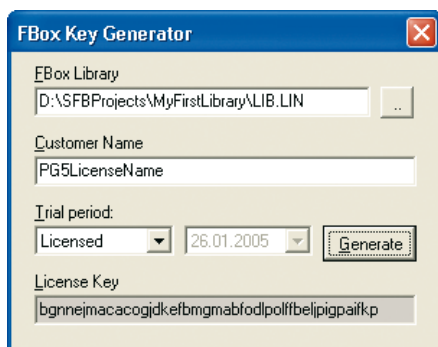 FBox Key Generator
FBox Library
D:\SFBProjects\MyFirstLibrary\LIB.LIN
..
Customer Name
PG5LicenseName
Trial period:
Licensed 26.01.2005 Generate
License Key
bgnnejmacacogjdkefbmgmabfodlpolffbeljpigpaifkp